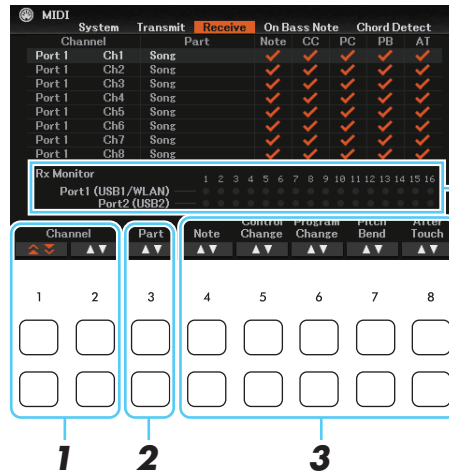 MIDI
System Transmit Receive On Bass Note Chord Detect
Channel Part Note CC PC PB AT
Port 1 Ch1 Song
Port 1 Ch2 Song
Port 1 Ch3 Song
Port 1 Ch4 Song
Port 1 Ch5 Song
Port 1 Ch6 Song
Port 1 Ch7 Song
Port 1 Ch8 Song
Rx Monitor 1 2 3 4 5 6 7 8 9 10 11 12 13 14 15 16
Port1 (USB1/WLAN)
Port2 (USB2)
Channel Part Note Control Change Program Change Pitch Bend After Touch
1 2 3 4 5 6 7 8
1 2 3